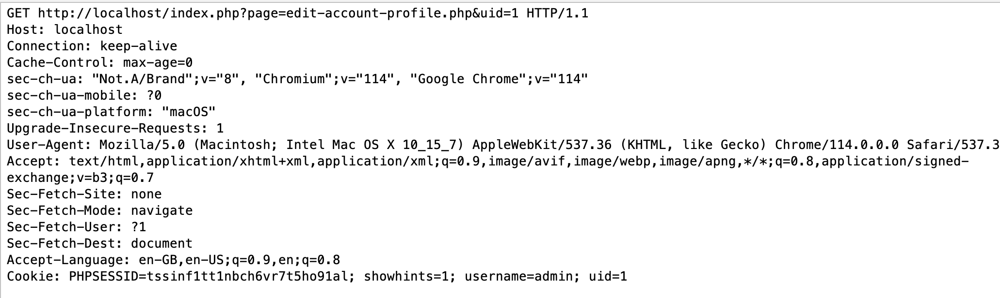 GET http://localhost/index.php?page=edit-account-profile.php&uid=1 HTTP/1.1
Host: localhost
Connection: keep-alive
Cache-Control: max-age=0
sec-ch-ua: "Not.A/Brand";v="8", "Chromium";v="114", "Google Chrome";v="114"
sec-ch-ua-mobile: ?0
sec-ch-ua-platform: "macOS"
Upgrade-Insecure-Requests: 1
User-Agent: Mozilla/5.0 (Macintosh; Intel Mac OS X 10_15_7) AppleWebKit/537.36 (KHTML, like Gecko) Chrome/114.0.0.0 Safari/537.3
Accept: text/html,application/xhtml+xml,application/xml;q=0.9,image/avif,image/webp,image/apng,*/*;q=0.8,application/signed-
exchange;v=b3;q=0.7
Sec-Fetch-Site: none
Sec-Fetch-Mode: navigate
Sec-Fetch-User: ?1
Sec-Fetch-Dest: document
Accept-Language: en-GB,en-US;q=0.9,en;q=0.8
Cookie: PHPSESSID=tssinf1tt1nbch6vr7t5ho91al; showhints=1; username=admin; uid=1